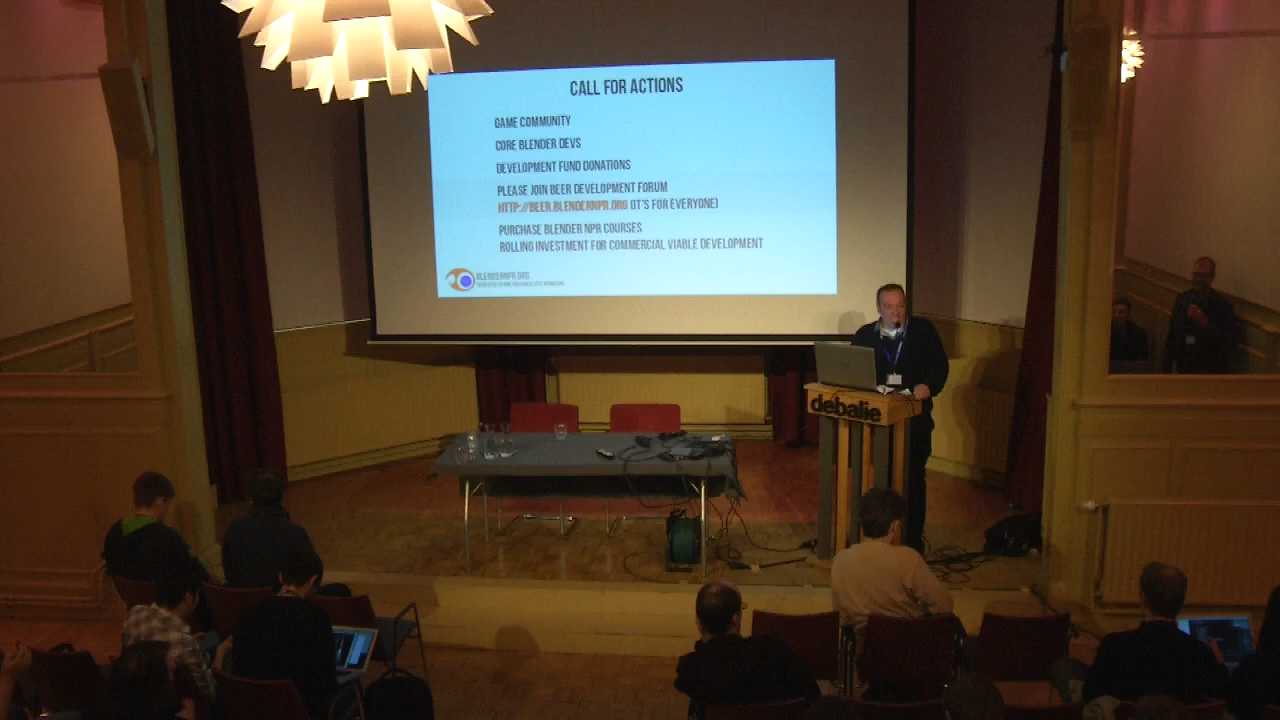 CALL FOR ACTIONS
GAME COMMUNITY
CORE BLENDER DEVS
DEVELOPMENT FUND DONATIONS
PLEASE JOIN BEER DEVELOPMENT FORUM
HTTP://BEER.BLENDERNPR.ORG (IT'S FOR EVERYONE)
PURCHASE BLENDER NPR COURSES
ROLLING INVESTMENT FOR COMMERCIAL VIABLE DEVELOPMENT
BLENDERNPR.ORG
debalie